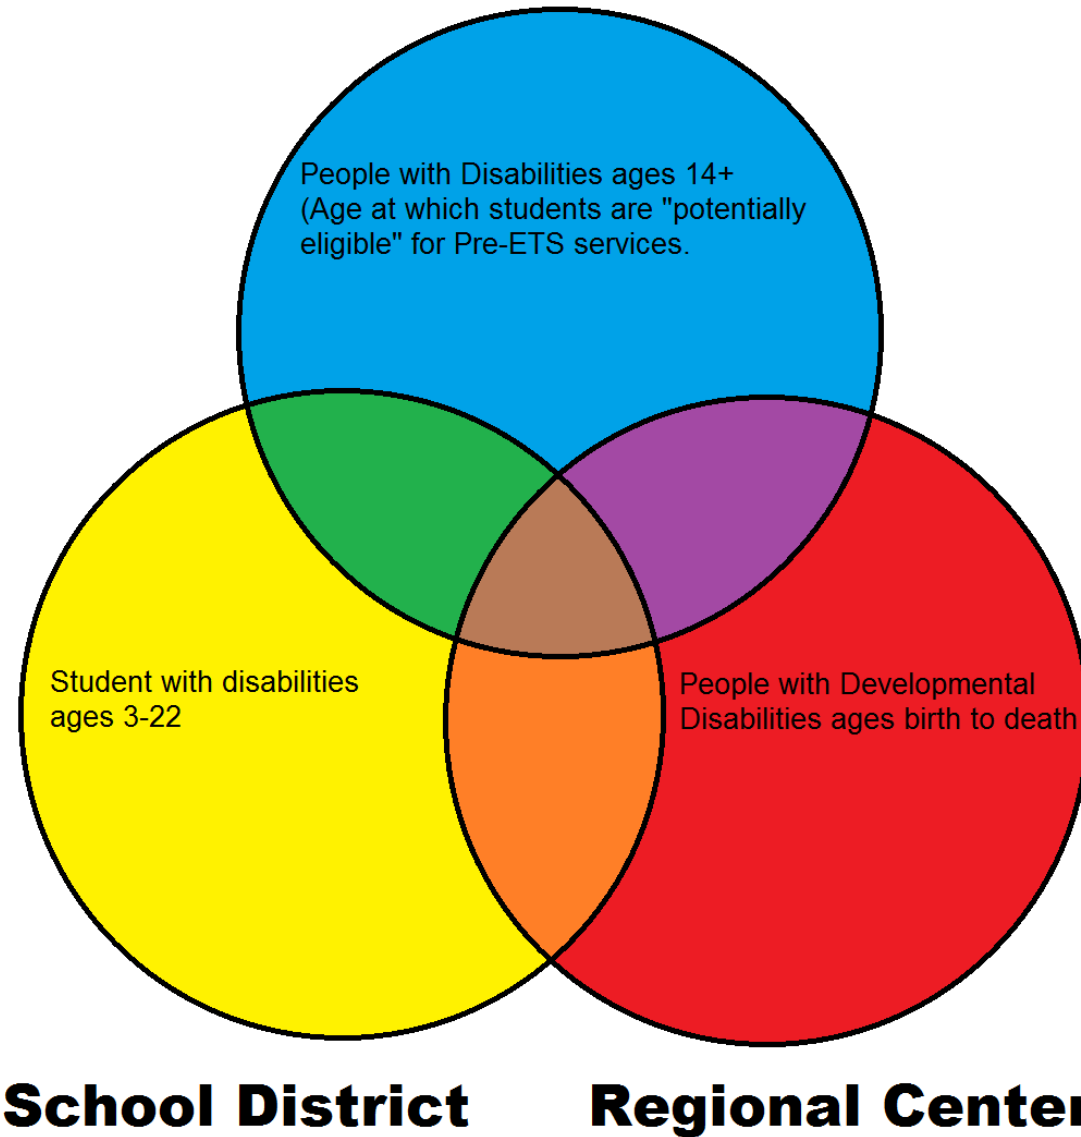 People with Disabilities ages 14+
(Age at which students are "potentially
eligible" for Pre-ETS services.
Student with disabilities
ages 3-22
People with Developmental
Disabilities ages birth to death
School District
Regional Center